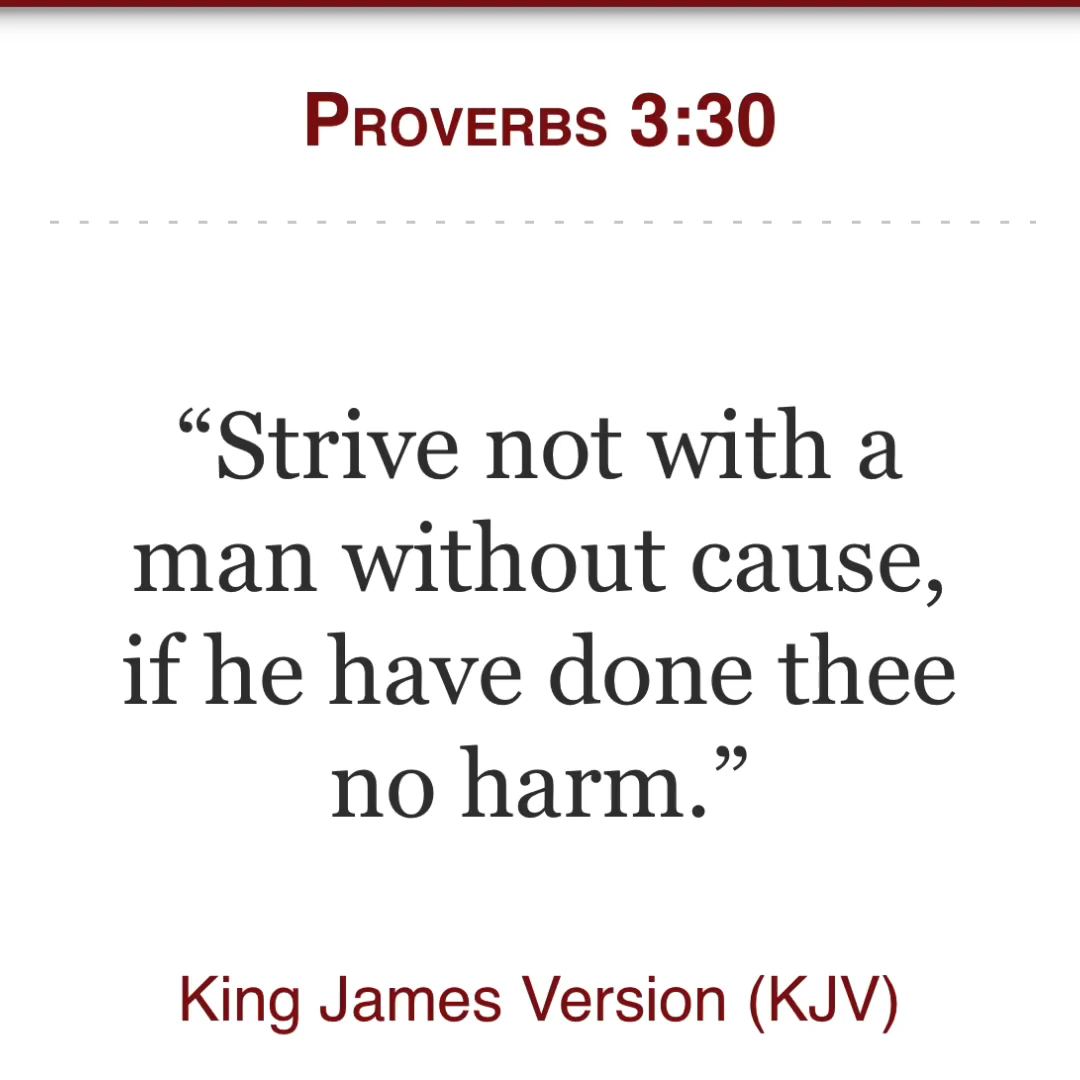 Proverbs 3:30
“Strive not with a
man without cause,
if he have done thee
no harm.”
King James Version (KJV)